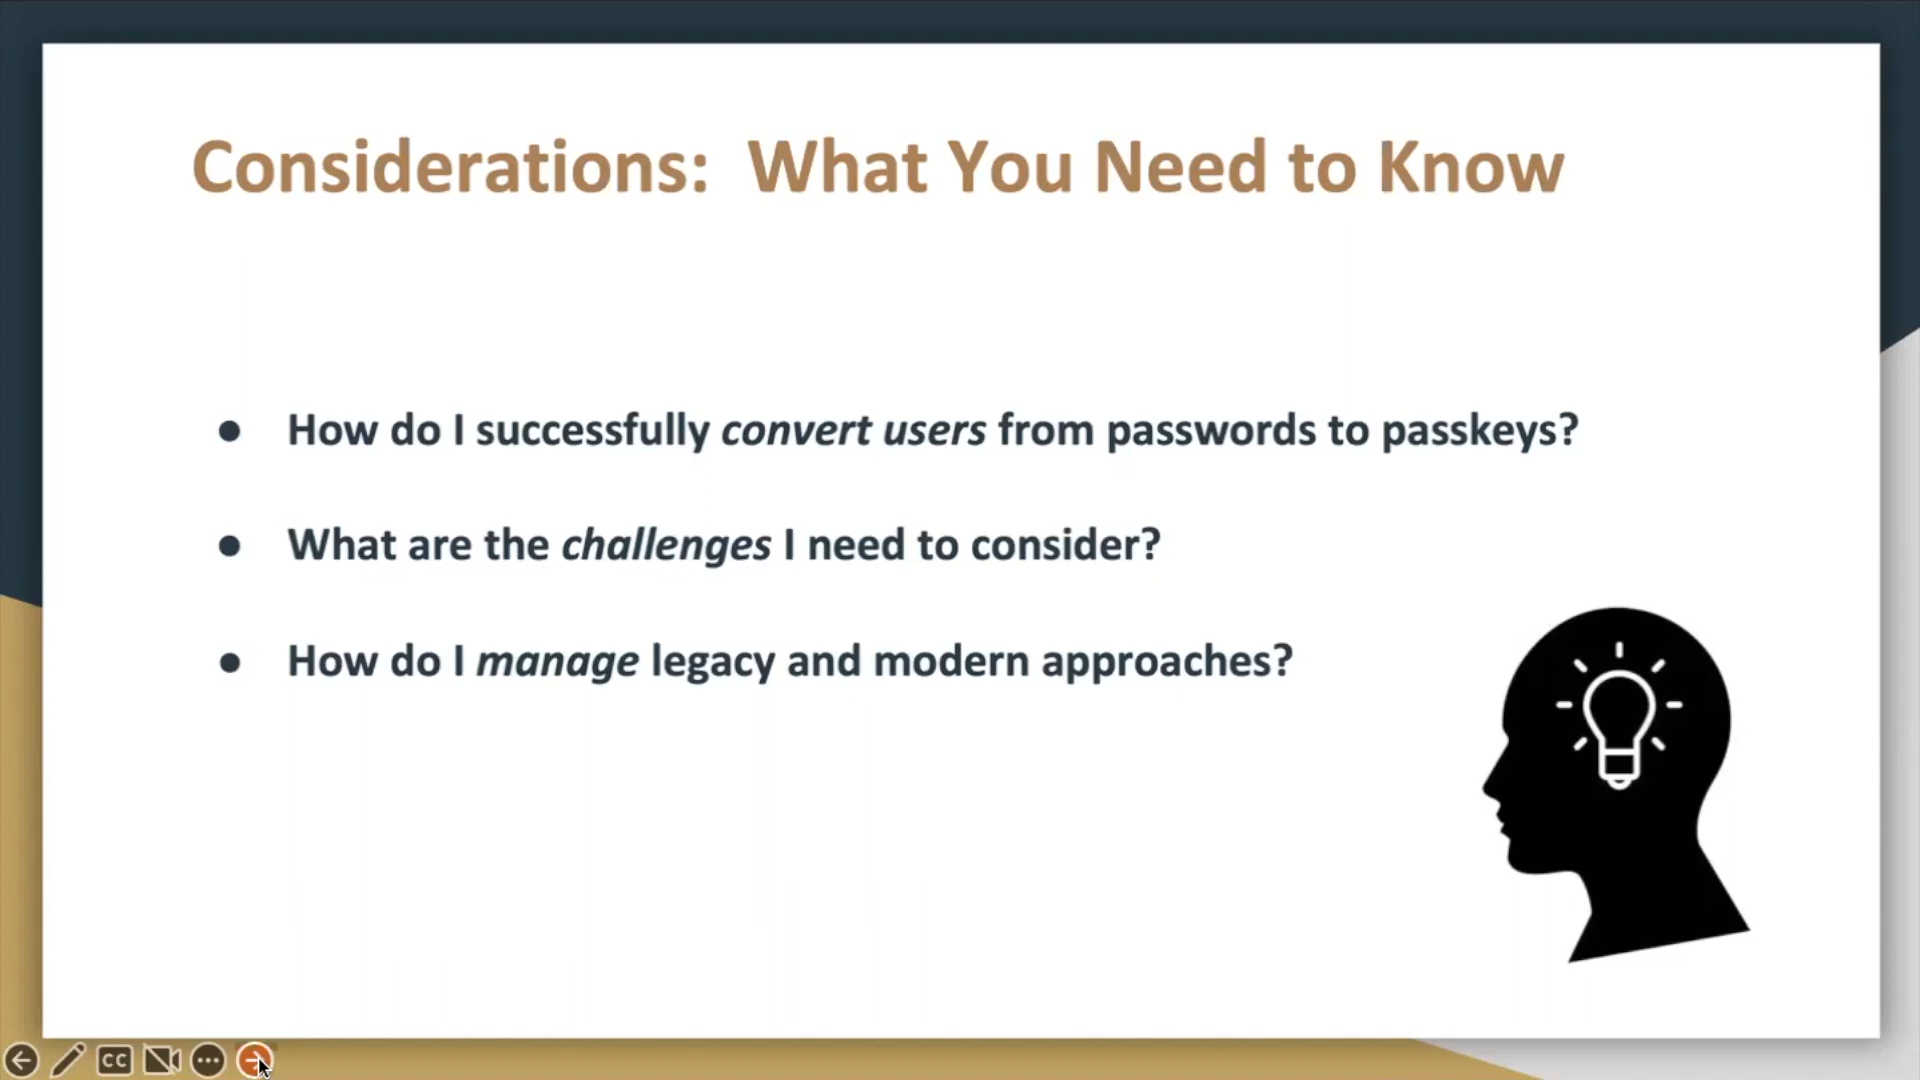 Considerations: What You Need to Know
● How do I successfully convert users from passwords to passkeys?
● What are the challenges I need to consider?
● How do I manage legacy and modern approaches?
CC